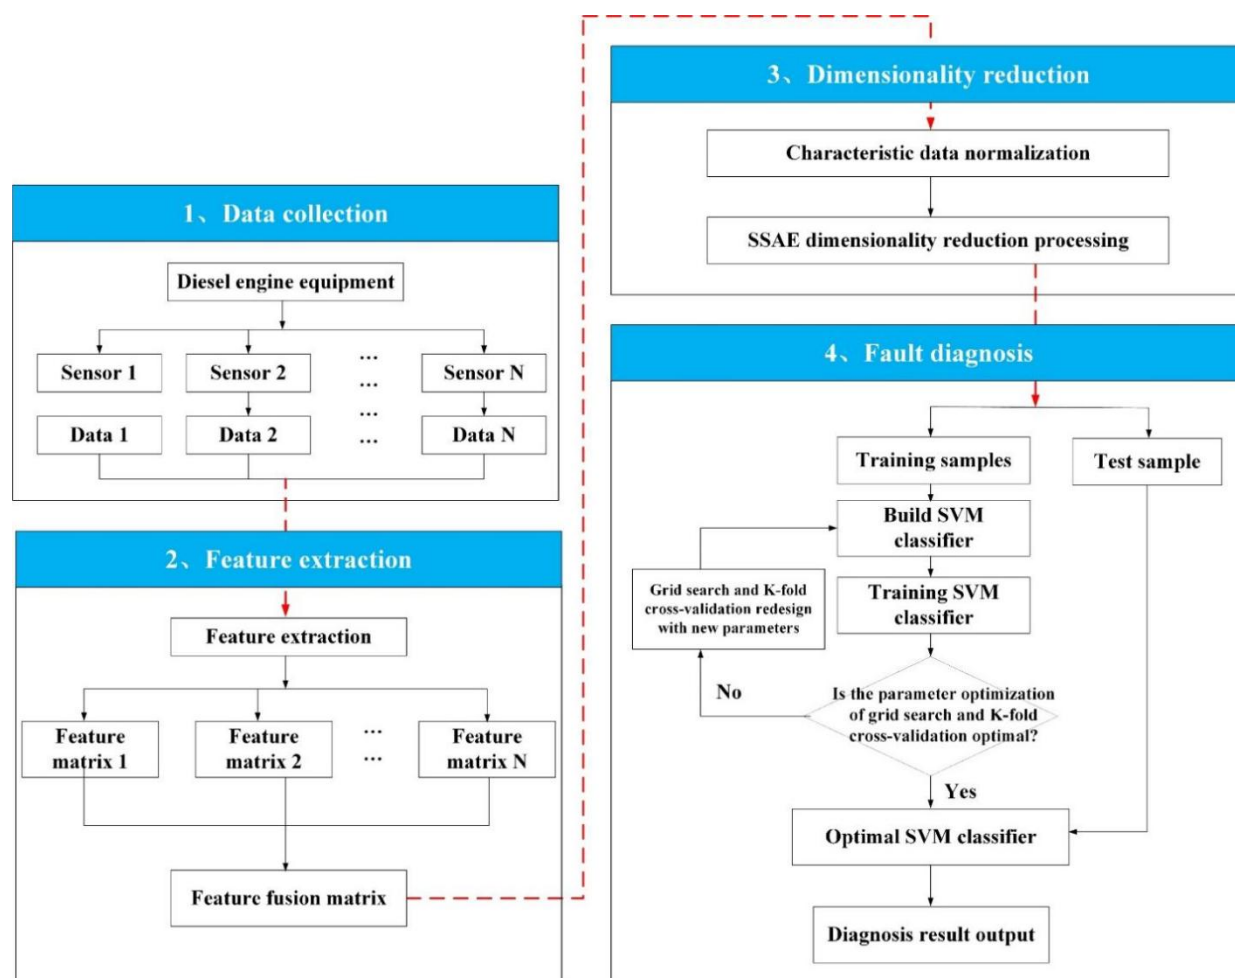 1、Data collection
Diesel engine equipment
Sensor 1
Sensor 2
...
...
Sensor N
Data 1
Data 2
...
...
Data N
2、Feature extraction
Feature extraction
Feature
matrix 1
Feature
matrix 2
...
...
Feature
matrix N
Feature fusion matrix
3、Dimensionality reduction
Characteristic data normalization
SSAE dimensionality reduction processing
4、Fault diagnosis
Training samples
Test sample
Build SVM
classifier
Grid search and K-fold
cross-validation redesign
with new parameters
Training SVM
classifier
No
Is the parameter optimization
of grid search and K-fold
cross-validation optimal?
Yes
Optimal SVM classifier
Diagnosis result output